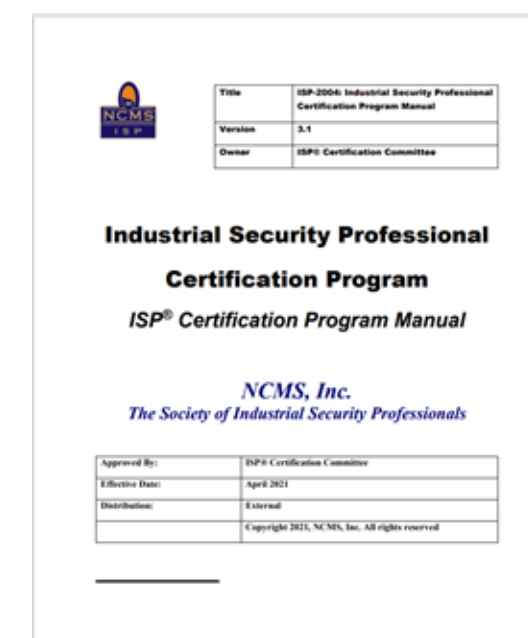 NCMS
ISP
Title ISP-2004: Industrial Security Professional
Certification Program Manual
Version 3.1
Owner ISP® Certification Committee
Industrial Security Professional
Certification Program
ISP® Certification Program Manual
NCMS, Inc.
The Society of Industrial Security Professionals
Approved By: ISP® Certification Committee
Effective Date: April 2021
Distribution: External
Copyright 2021, NCMS, Inc. All rights reserved